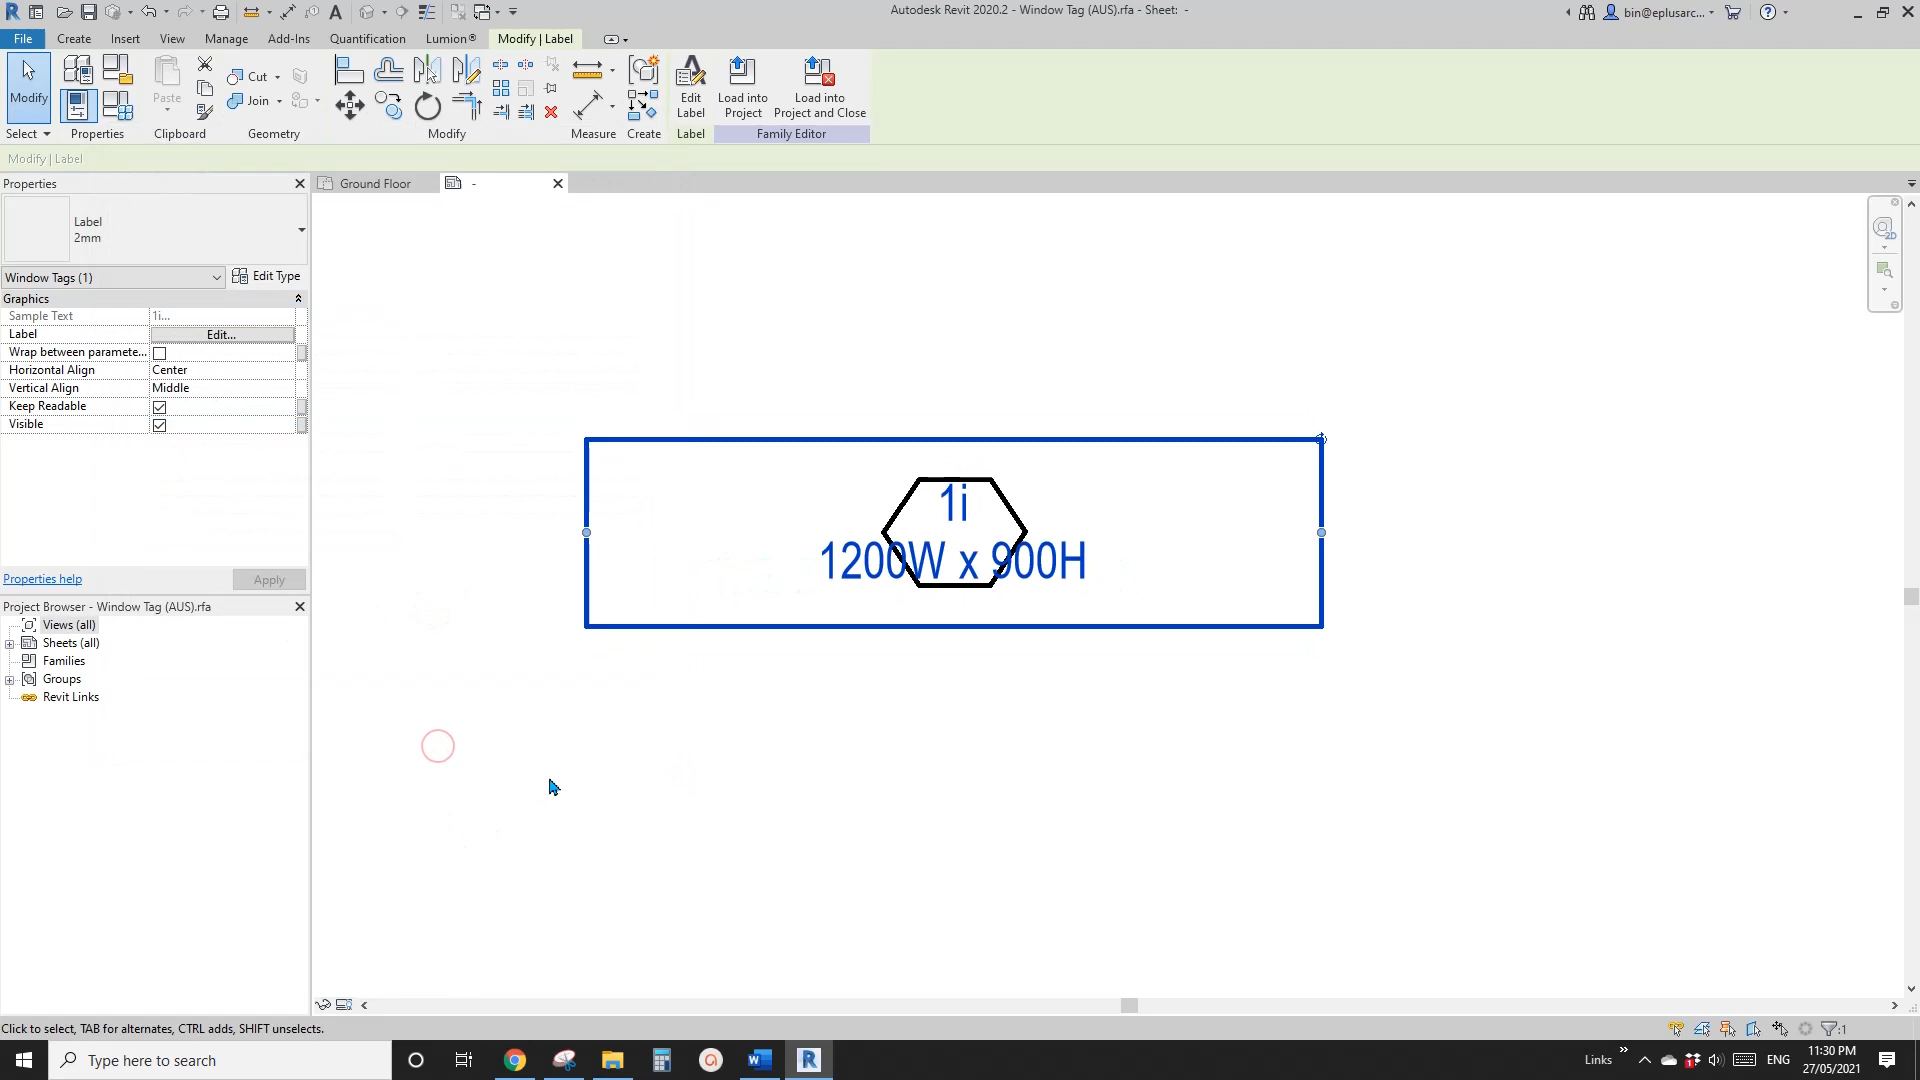 Autodesk Revit 2020.2 - Window Tag (AUS).rfa - Sheet: -
bin@eplusarc...
File Create Insert View Manage Add-Ins Quantification Lumion® Modify | Label
Modify
Paste
Cut
Join
Edit Label
Load into Project
Load into Project and Close
Select Properties Clipboard Geometry Modify Measure Create Label Family Editor
Modify | Label
Properties
Ground Floor
-
Label
2mm
Window Tags (1)
Edit Type
Graphics
Sample Text 1i...
Label Edit...
Wrap between paramete...
Horizontal Align Center
Vertical Align Middle
Keep Readable
Visible
Properties help
Apply
1i
1200W x 900H
2D
Project Browser - Window Tag (AUS).rfa
Views (all)
Sheets (all)
Families
Groups
Revit Links
Click to select, TAB for alternates, CTRL adds, SHIFT unselects.
:1
Type here to search
Links
ENG
11:30 PM
27/05/2021